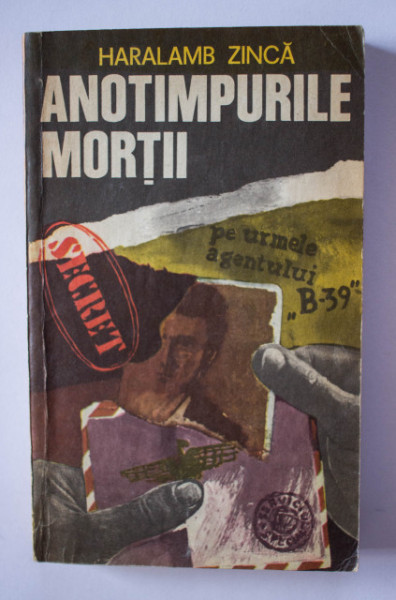 HARALAMB ZINCĂ
ANOTIMPURILE
MORȚII
SECRET
pe urmele
agentului
„B-39"